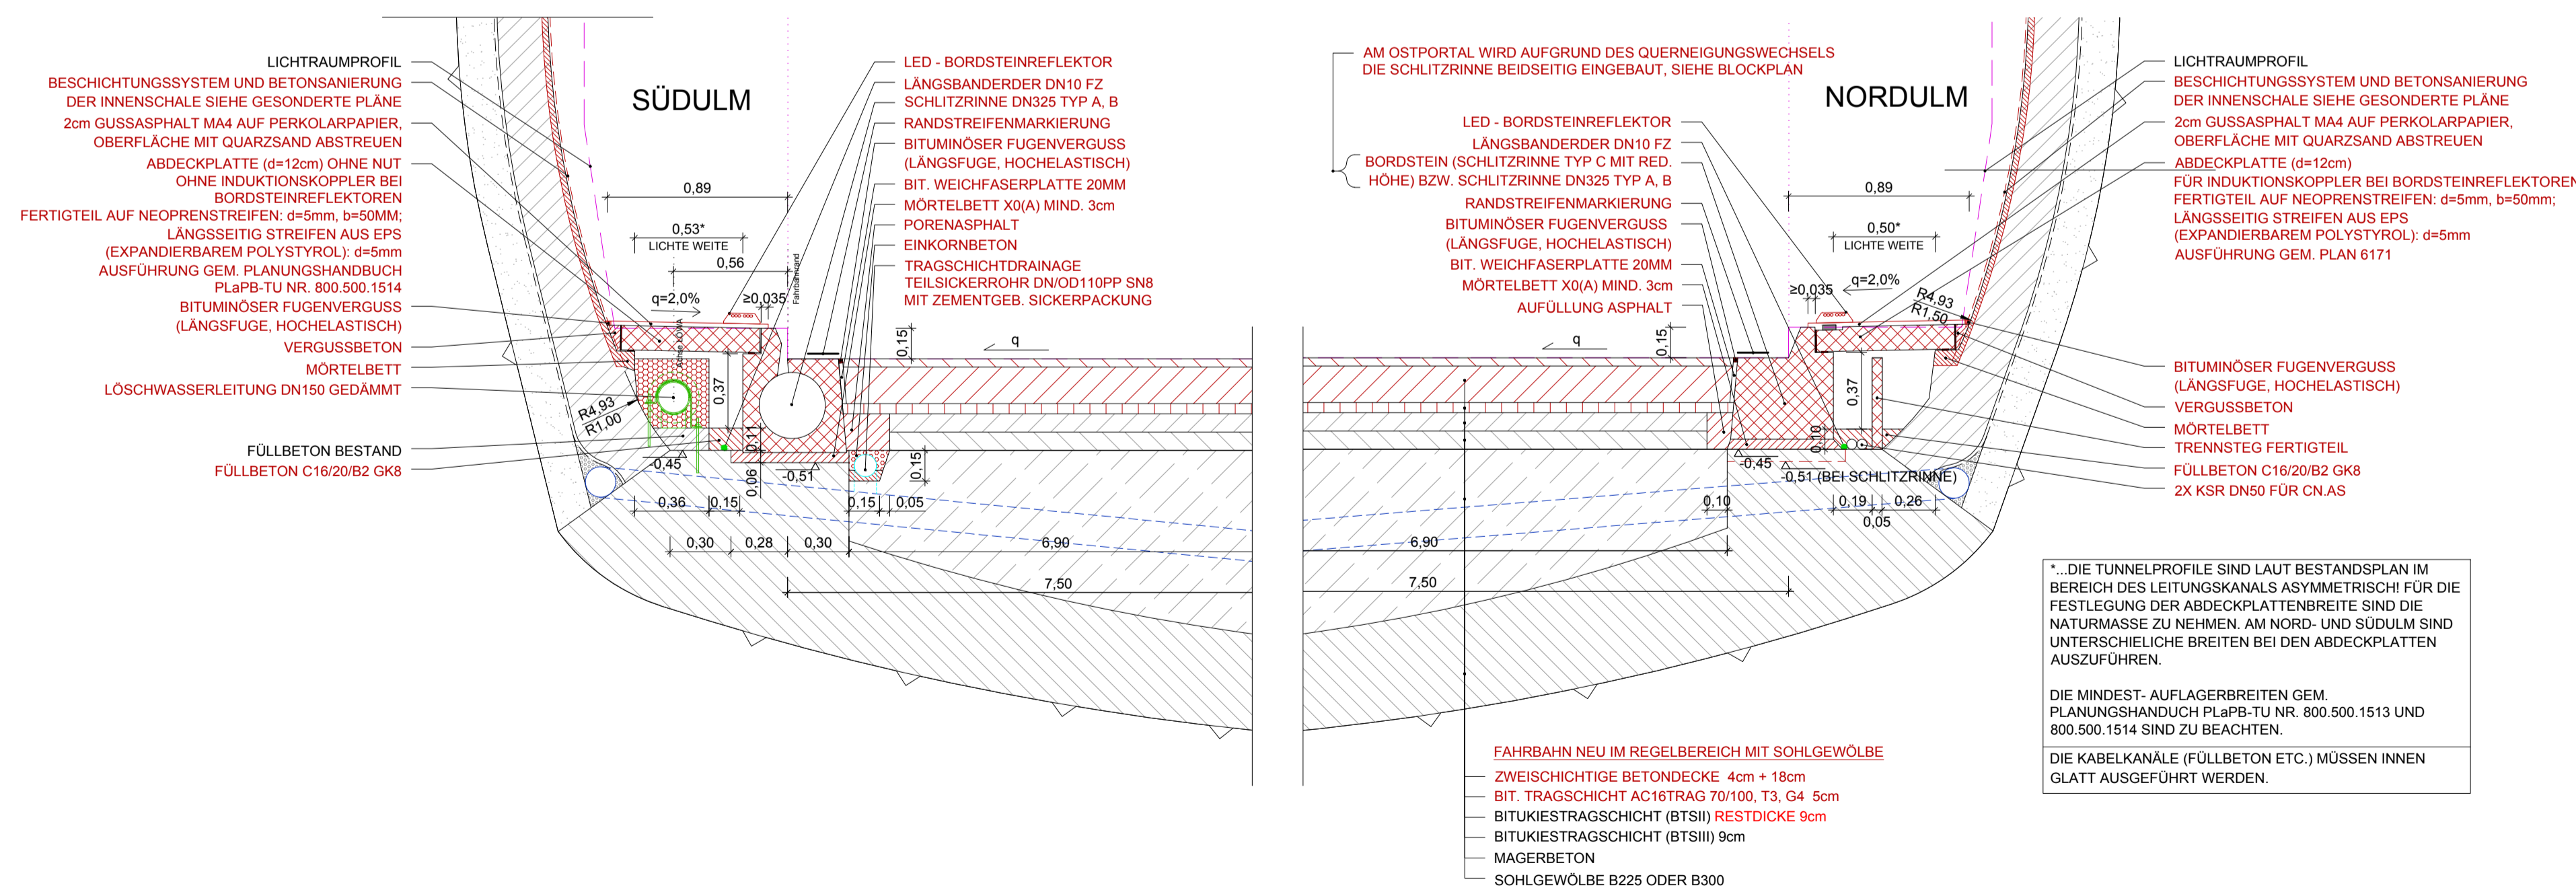 SÜDULM
LICHTRAUMPROFIL
BESCHICHTUNGSSYSTEM UND BETONSANIERUNG
DER INNENSCHALE SIEHE GESONDERTE PLÄNE
2cm GUSSASPHALT MA4 AUF PERKOLARPAPIER,
OBERFLÄCHE MIT QUARZSAND ABSTREUEN
ABDECKPLATTE (d=12cm) OHNE NUT
OHNE INDUKTIONSKOPPLER BEI
BORDSTEINREFLEKTOREN
FERTIGTEIL AUF NEOPRENSTREIFEN: d=5mm, b=50MM;
LÄNGSSEITIG STREIFEN AUS EPS
(EXPANDIERBAREM POLYSTYROL): d=5mm
AUSFÜHRUNG GEM. PLANUNGSHANDBUCH
PLaPB-TU NR. 800.500.1514
BITUMINÖSER FUGENVERGUSS
(LÄNGSFUGE, HOCHELASTISCH)
VERGUSSBETON
MÖRTELBETT
LÖSCHWASSERLEITUNG DN150 GEDÄMMT
FÜLLBETON BESTAND
FÜLLBETON C16/20/B2 GK8
0,89
0,53*
LICHTE WEITE
0,56
Fahrbahnrand
q=2,0%
≥0,035
Achse LÖWA
0,15
q
0,37
R4,93
R1,00
0,11
-0,45
0,06
-0,51
0,15
0,36
0,15
0,15
0,05
0,30
0,28
0,30
6,90
7,50
LED - BORDSTEINREFLEKTOR
LÄNGSBANDERDER DN10 FZ
SCHLITZRINNE DN325 TYP A, B
RANDSTREIFENMARKIERUNG
BITUMINÖSER FUGENVERGUSS
(LÄNGSFUGE, HOCHELASTISCH)
BIT. WEICHFASERPLATTE 20MM
MÖRTELBETT X0(A) MIND. 3cm
PORENASPHALT
EINKORNBETON
TRAGSCHICHTDRAINAGE
TEILSICKERROHR DN/OD110PP SN8
MIT ZEMENTGEB. SICKERPACKUNG
AM OSTPORTAL WIRD AUFGRUND DES QUERNEIGUNGSWECHSELS
DIE SCHLITZRINNE BEIDSEITIG EINGEBAUT, SIEHE BLOCKPLAN
NORDULM
LED - BORDSTEINREFLEKTOR
LÄNGSBANDERDER DN10 FZ
BORDSTEIN (SCHLITZRINNE TYP C MIT RED.
HÖHE) BZW. SCHLITZRINNE DN325 TYP A, B
RANDSTREIFENMARKIERUNG
BITUMINÖSER FUGENVERGUSS
(LÄNGSFUGE, HOCHELASTISCH)
BIT. WEICHFASERPLATTE 20MM
MÖRTELBETT X0(A) MIND. 3cm
AUFÜLLUNG ASPHALT
0,89
0,50*
LICHTE WEITE
≥0,035
q=2,0%
R4,93
R1,50
q
0,15
0,37
0,10
-0,45
-0,51 (BEI SCHLITZRINNE)
0,10
0,19
0,26
0,05
6,90
7,50
LICHTRAUMPROFIL
BESCHICHTUNGSSYSTEM UND BETONSANIERUNG
DER INNENSCHALE SIEHE GESONDERTE PLÄNE
2cm GUSSASPHALT MA4 AUF PERKOLARPAPIER,
OBERFLÄCHE MIT QUARZSAND ABSTREUEN
ABDECKPLATTE (d=12cm)
FÜR INDUKTIONSKOPPLER BEI BORDSTEINREFLEKTOREN
FERTIGTEIL AUF NEOPRENSTREIFEN: d=5mm, b=50mm;
LÄNGSSEITIG STREIFEN AUS EPS
(EXPANDIERBAREM POLYSTYROL): d=5mm
AUSFÜHRUNG GEM. PLAN 6171
BITUMINÖSER FUGENVERGUSS
(LÄNGSFUGE, HOCHELASTISCH)
VERGUSSBETON
MÖRTELBETT
TRENNSTEG FERTIGTEIL
FÜLLBETON C16/20/B2 GK8
2X KSR DN50 FÜR CN.AS
*...DIE TUNNELPROFILE SIND LAUT BESTANDSPLAN IM
BEREICH DES LEITUNGSKANALS ASYMMETRISCH! FÜR DIE
FESTLEGUNG DER ABDECKPLATTENBREITE SIND DIE
NATURMASSE ZU NEHMEN. AM NORD- UND SÜDULM SIND
UNTERSCHIELICHE BREITEN BEI DEN ABDECKPLATTEN
AUSZUFÜHREN.
DIE MINDEST- AUFLAGERBREITEN GEM.
PLANUNGSHANDUCH PLaPB-TU NR. 800.500.1513 UND
800.500.1514 SIND ZU BEACHTEN.
DIE KABELKANÄLE (FÜLLBETON ETC.) MÜSSEN INNEN
GLATT AUSGEFÜHRT WERDEN.
FAHRBAHN NEU IM REGELBEREICH MIT SOHLGEWÖLBE
ZWEISCHICHTIGE BETONDECKE 4cm + 18cm
BIT. TRAGSCHICHT AC16TRAG 70/100, T3, G4 5cm
BITUKIESTRAGSCHICHT (BTSII) RESTDICKE 9cm
BITUKIESTRAGSCHICHT (BTSIII) 9cm
MAGERBETON
SOHLGEWÖLBE B225 ODER B300